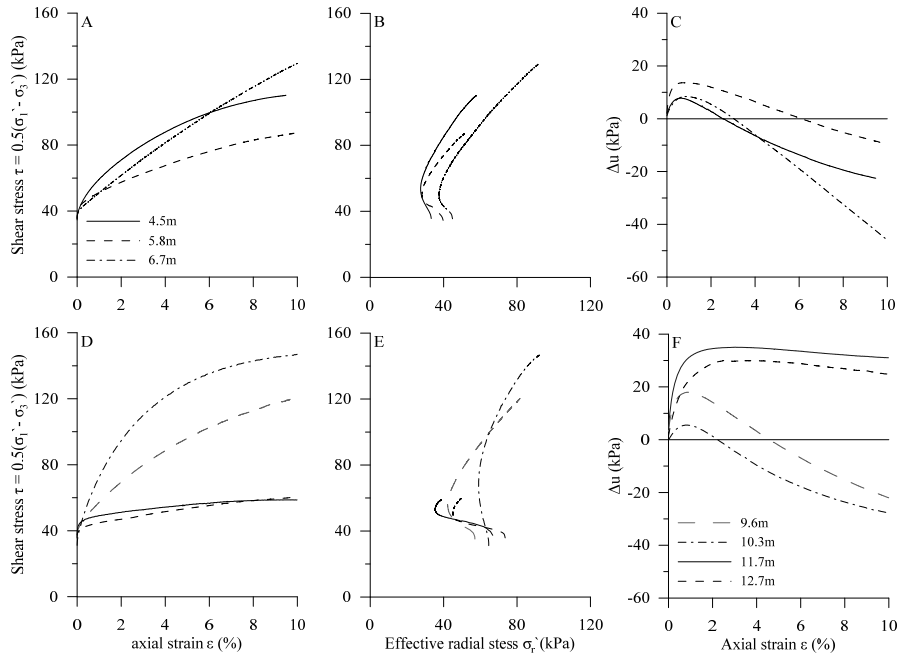 A
B
C
Shear stress τ = 0.5(σ₁` - σ₃`) (kPa)
160
120
80
40
0
4.5m
5.8m
6.7m
0 2 4 6 8 10
160
120
80
40
0
0 40 80 120
Δu (kPa)
40
20
0
-20
-40
-60
0 2 4 6 8 10
D
E
F
Shear stress τ = 0.5(σ₁` - σ₃`) (kPa)
160
120
80
40
0
0 2 4 6 8 10
axial strain ε (%)
160
120
80
40
0
0 40 80 120
Effective radial stess σᵣ`(kPa)
Δu (kPa)
40
20
0
-20
-40
-60
9.6m
10.3m
11.7m
12.7m
0 2 4 6 8 10
Axial strain ε (%)